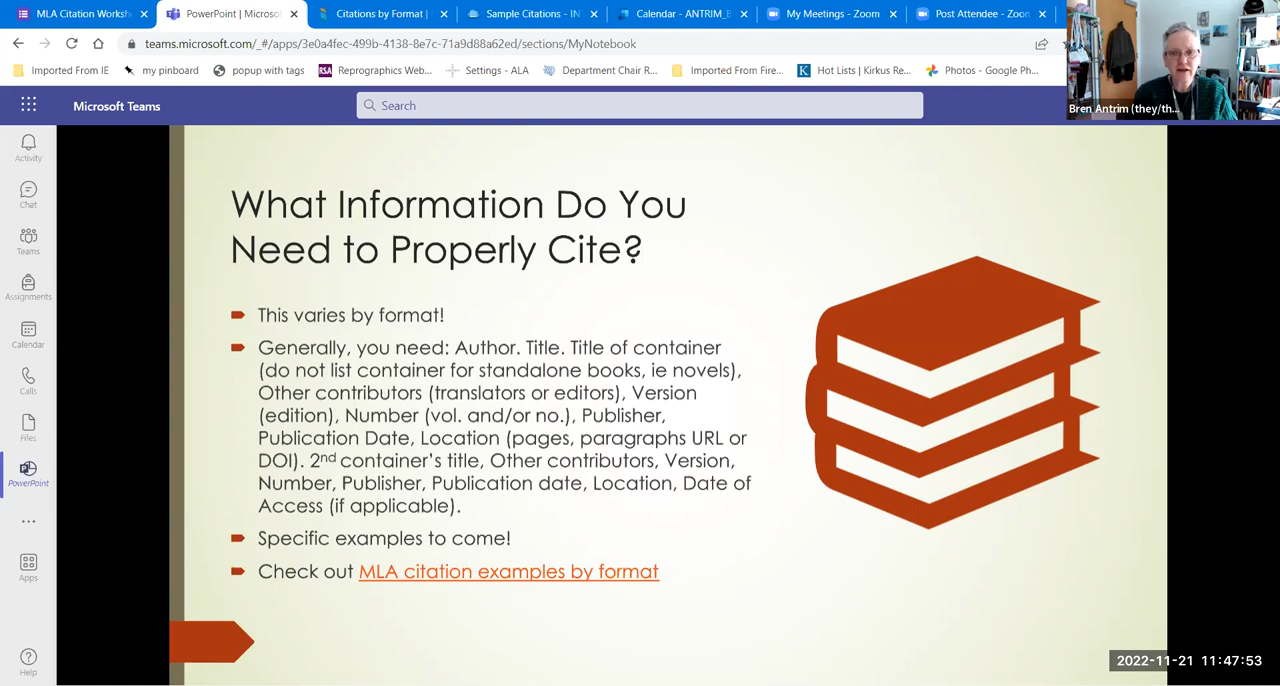 MLA Citation Worksh
PowerPoint | Microsof
Citations by Format |
Sample Citations - IN
Calendar - ANTRIM_B
My Meetings - Zoom
Post Attendee - Zoon
teams.microsoft.com/_#/apps/3e0a4fec-499b-4138-8e7c-71a9d88a62ed/sections/MyNotebook
Imported From IE
my pinboard
popup with tags
RSA Reprographics Web...
Settings - ALA
Department Chair R...
Imported From Fire...
K Hot Lists | Kirkus Re...
Photos - Google Ph...
Microsoft Teams
Search
Bren Antrim (they/th...
Activity
Chat
Teams
Assignments
Calendar
Calls
Files
PowerPoint
Apps
Help
What Information Do You
Need to Properly Cite?
This varies by format!
Generally, you need: Author. Title. Title of container
(do not list container for standalone books, ie novels),
Other contributors (translators or editors), Version
(edition), Number (vol. and/or no.), Publisher,
Publication Date, Location (pages, paragraphs URL or
DOI). 2nd container's title, Other contributors, Version,
Number, Publisher, Publication date, Location, Date of
Access (if applicable).
Specific examples to come!
Check out MLA citation examples by format
2022-11-21 11:47:53